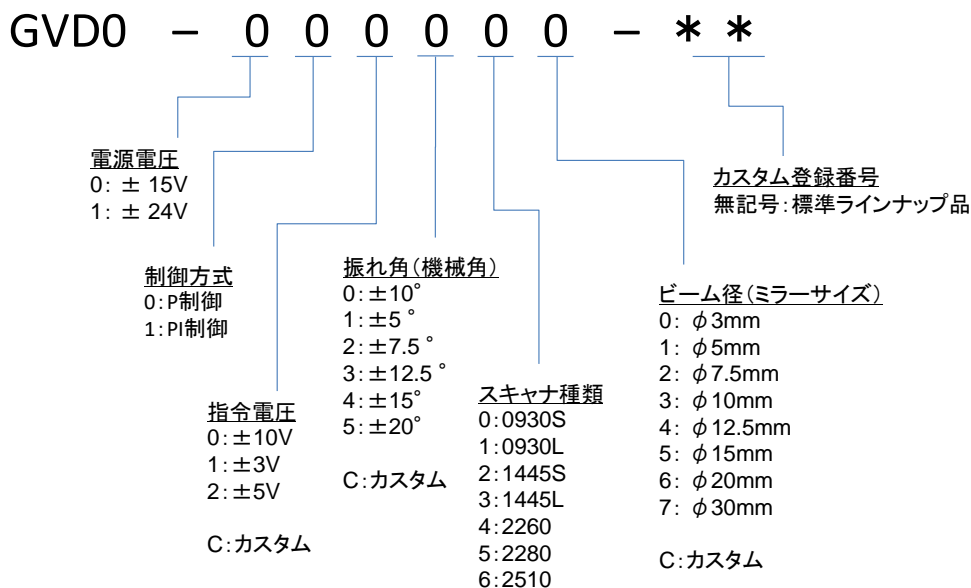 GVD0 - 0 0 0 0 0 0 - * *
電源電圧
0: ± 15V
1: ± 24V
制御方式
0:P制御
1:PI制御
指令電圧
0:±10V
1:±3V
2:±5V
C:カスタム
振れ角(機械角)
0:±10°
1:±5 °
2:±7.5 °
3:±12.5 °
4:±15°
5:±20°
C:カスタム
スキャナ種類
0:0930S
1:0930L
2:1445S
3:1445L
4:2260
5:2280
6:2510
ビーム径(ミラーサイズ)
0: φ3mm
1: φ5mm
2: φ7.5mm
3: φ10mm
4: φ12.5mm
5: φ15mm
6: φ20mm
7: φ30mm
C:カスタム
カスタム登録番号
無記号:標準ラインナップ品